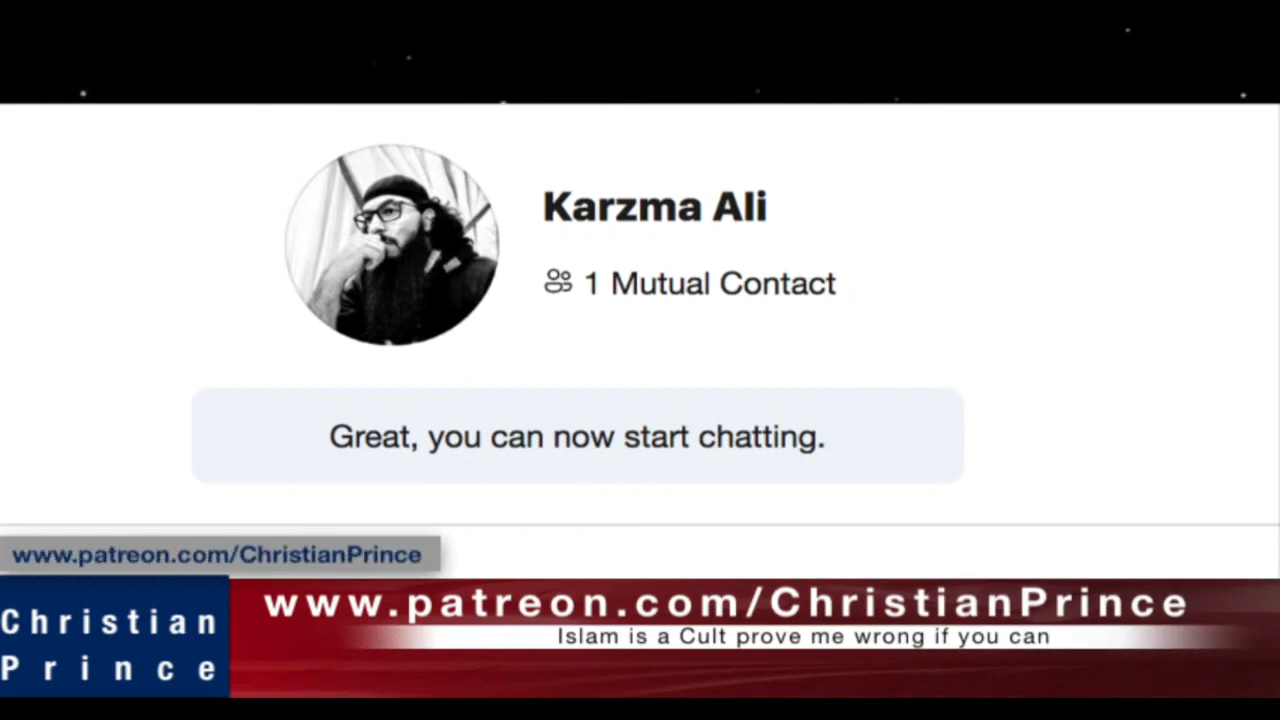 Karzma Ali
1 Mutual Contact
Great, you can now start chatting.
www.patreon.com/ChristianPrince
Christian
Prince
www.patreon.com/ChristianPrince
Islam is a Cult prove me wrong if you can